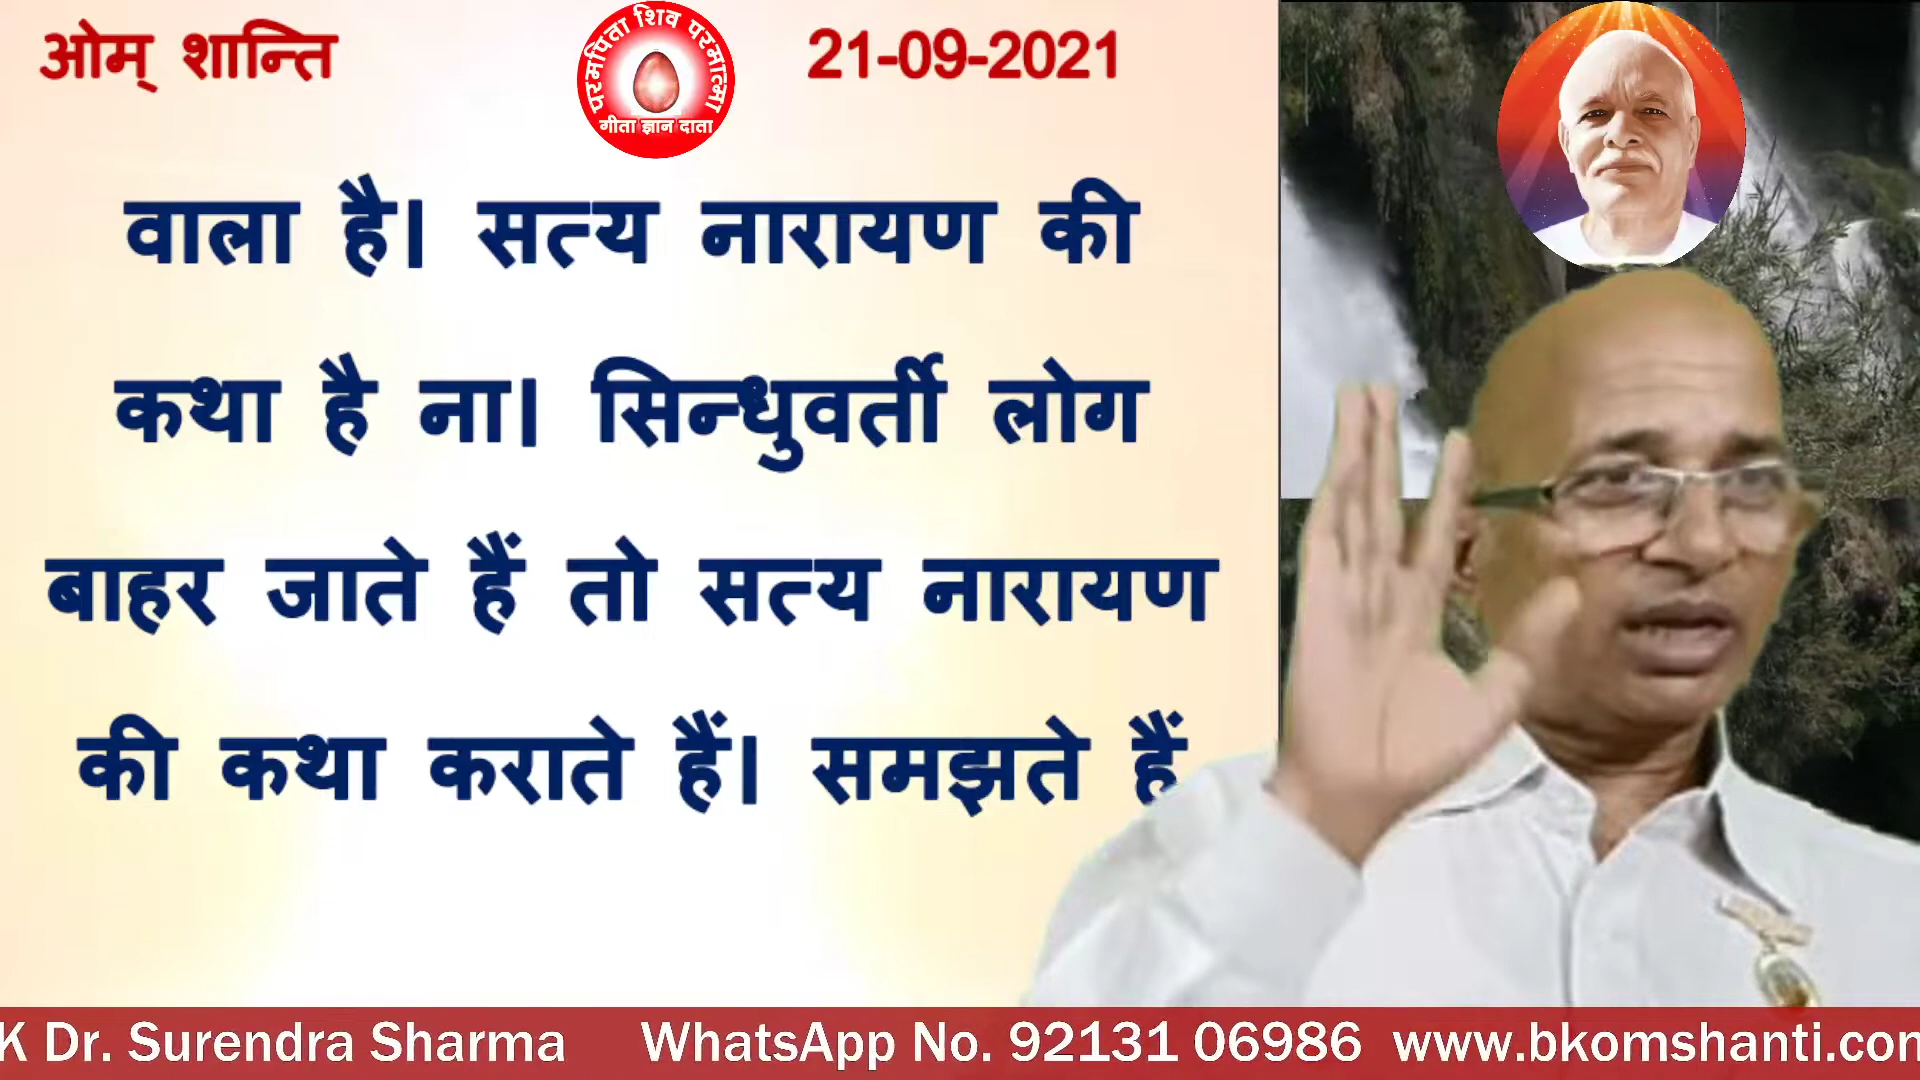 ओम् शान्ति
परमपिता शिव परमात्मा
गीता ज्ञान दाता
21-09-2021
वाला है। सत्य नारायण की
कथा है ना। सिन्धुवर्ती लोग
बाहर जाते हैं तो सत्य नारायण
की कथा कराते हैं। समझते हैं
K Dr. Surendra Sharma WhatsApp No. 92131 06986 www.bkomshanti.com